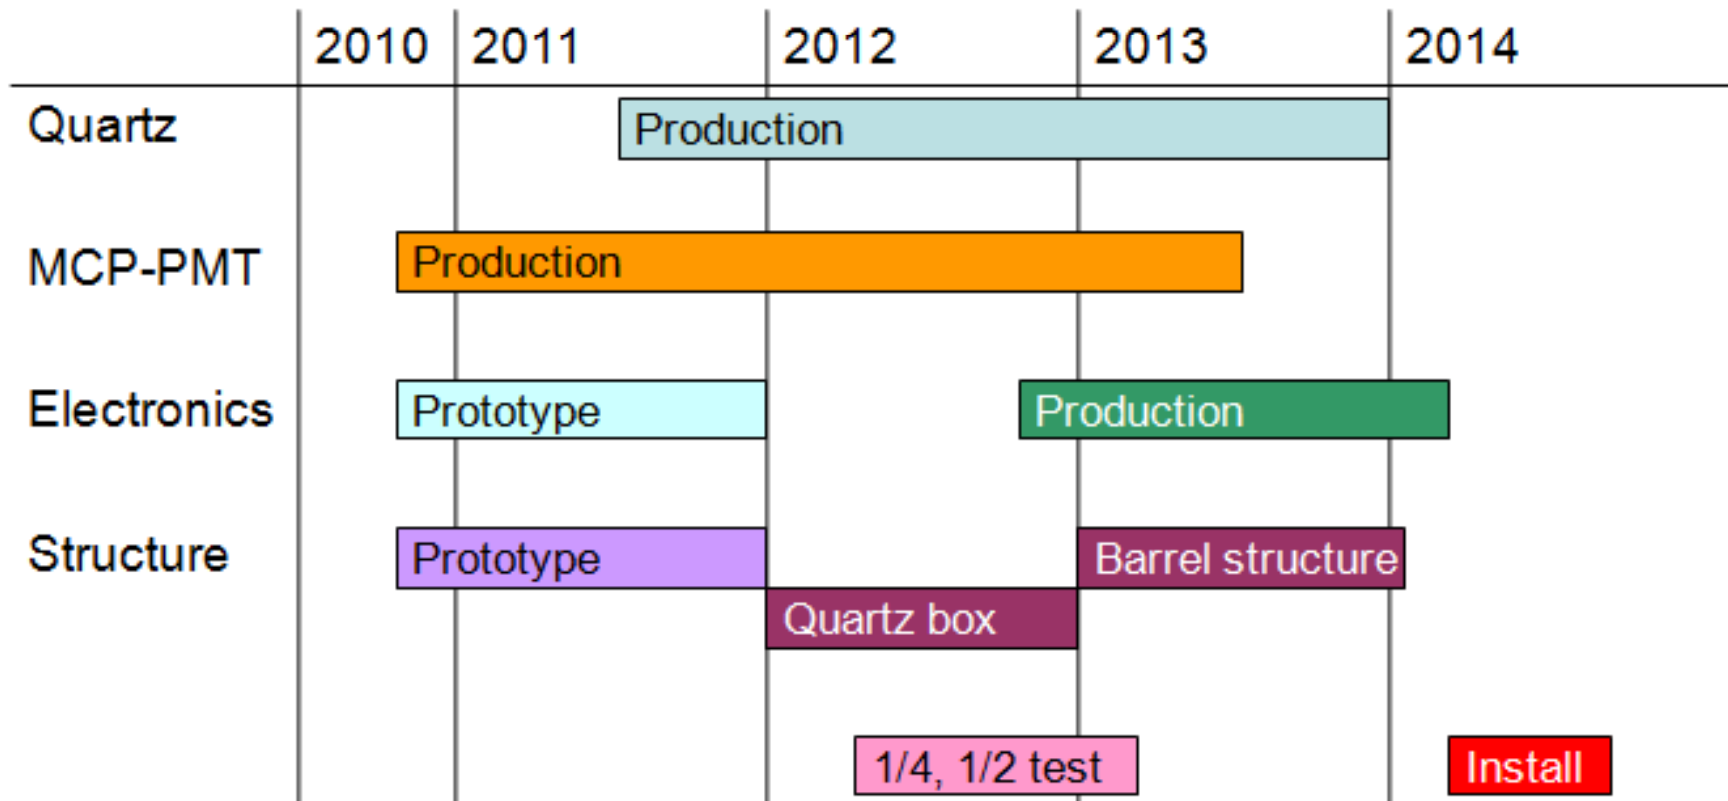 2010 2011 2012 2013 2014
Quartz Production
MCP-PMT Production
Electronics Prototype Production
Structure Prototype Barrel structure
Quartz box
1/4, 1/2 test Install